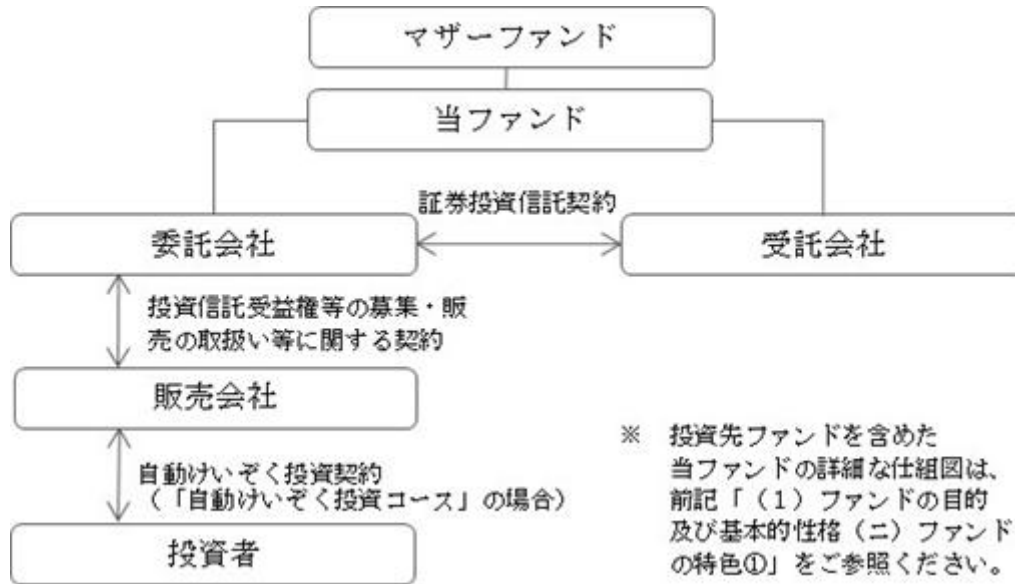 マザーファンド
当ファンド
証券投資信託契約
委託会社
受託会社
投資信託受益権等の募集・販
売の取扱い等に関する契約
販売会社
自動けいぞく投資契約
(「自動けいぞく投資コース」の場合)
投資者
※ 投資先ファンドを含めた
当ファンドの詳細な仕組図は、
前記「(1)ファンドの目的
及び基本的性格(ニ)ファンド
の特色①」をご参照ください。